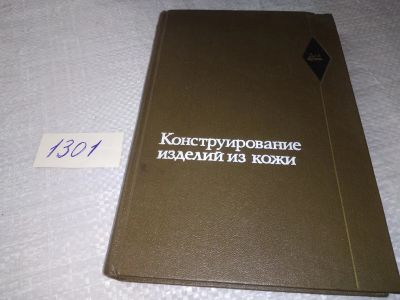 1301
Конструирование
изделий из кожи